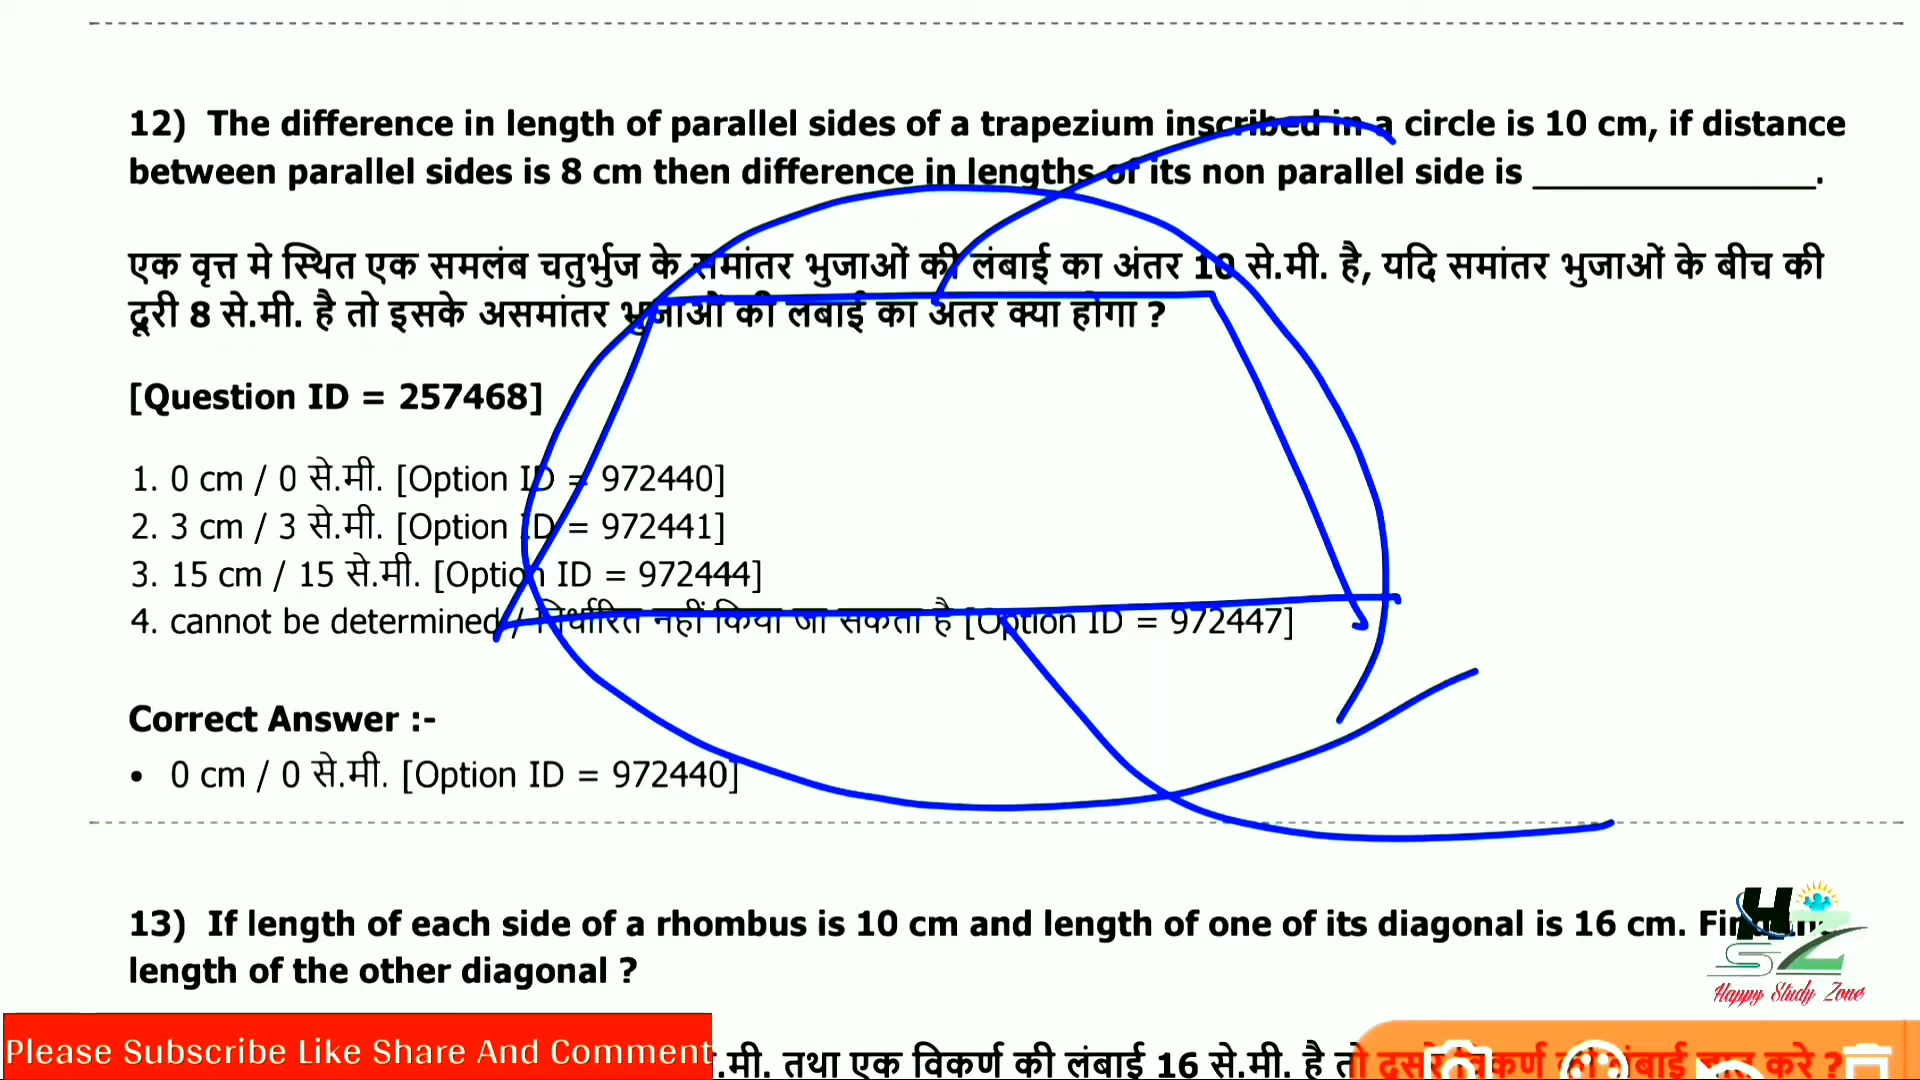 12) The difference in length of parallel sides of a trapezium inscribed in a circle is 10 cm, if distance
between parallel sides is 8 cm then difference in lengths of its non parallel side is _______________.
एक वृत्त मे स्थित एक समलंब चतुर्भुज के समांतर भुजाओं की लंबाई का अंतर 10 से.मी. है, यदि समांतर भुजाओं के बीच की
दूरी 8 से.मी. है तो इसके असमांतर भुजाओं की लंबाई का अंतर क्या होगा ?
[Question ID = 257468]
1. 0 cm / 0 से.मी. [Option ID = 972440]
2. 3 cm / 3 से.मी. [Option ID = 972441]
3. 15 cm / 15 से.मी. [Option ID = 972444]
4. cannot be determined / निर्धारित नहीं किया जा सकता है [Option ID = 972447]
Correct Answer :-
• 0 cm / 0 से.मी. [Option ID = 972440]
13) If length of each side of a rhombus is 10 cm and length of one of its diagonal is 16 cm.
length of the other diagonal ?
HSZ
Happy Study Zone
Please Subscribe Like Share And Comment
.मी. तथा एक विकर्ण की लंबाई 16 से.मी. है तो दूसरे विकर्ण की लंबाई ज्ञात करे ?